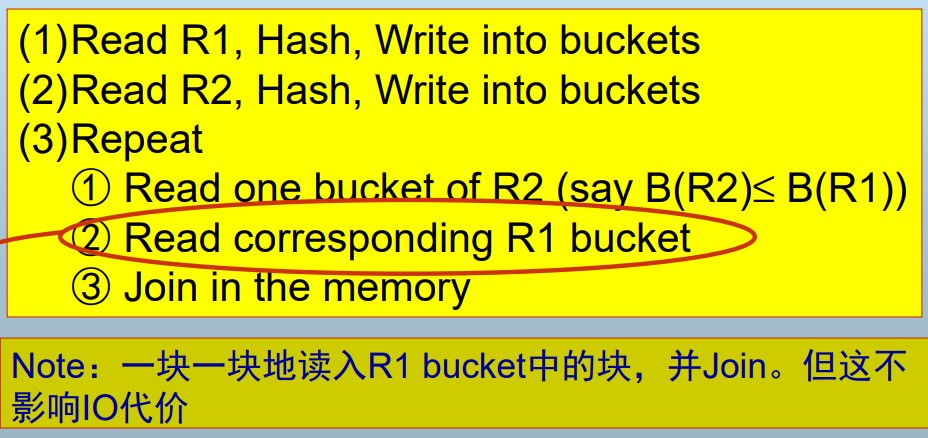 (1)Read R1, Hash, Write into buckets
(2)Read R2, Hash, Write into buckets
(3)Repeat
① Read one bucket of R2 (say B(R2)≤ B(R1))
② Read corresponding R1 bucket
③ Join in the memory
Note：一块一块地读入R1 bucket中的块，并Join。但这不
影响IO代价